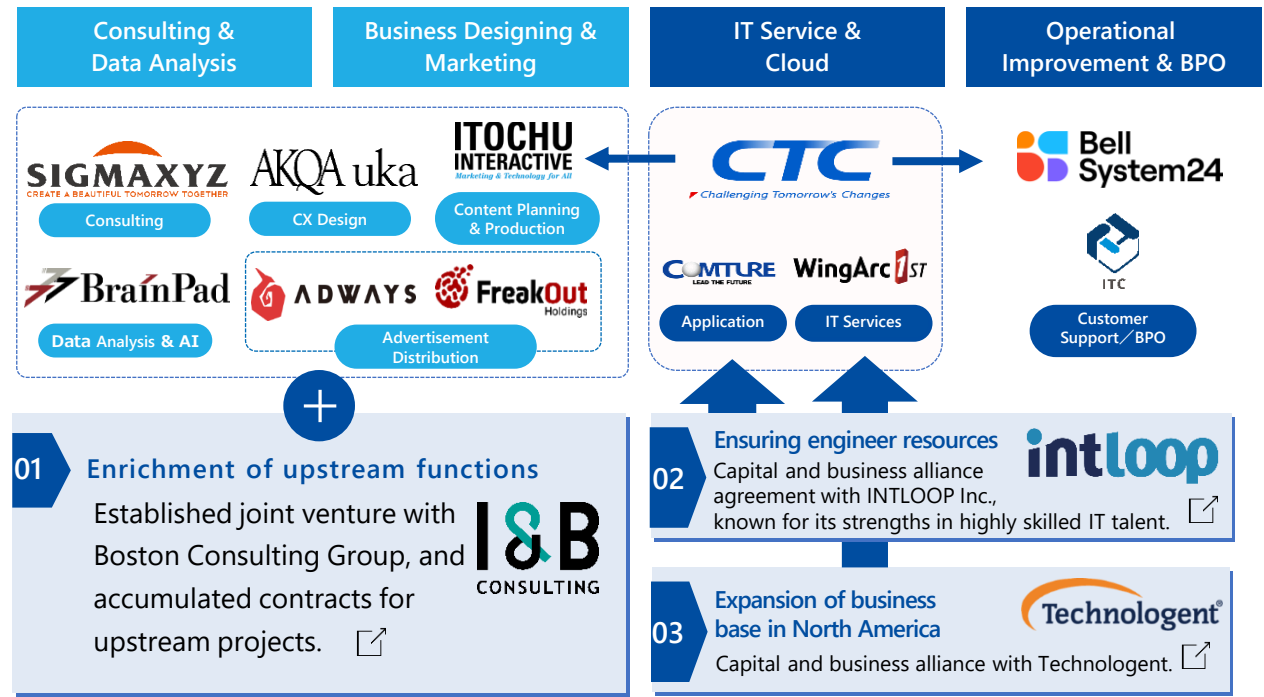 Consulting &
Data Analysis
Business Designing &
Marketing
IT Service &
Cloud
Operational
Improvement & BPO
SIGMAXYZ
CREATE A BEAUTIFUL TOMORROW TOGETHER
Consulting
AKQA uka
CX Design
ITOCHU
INTERACTIVE
Marketing & Technology for All
Content Planning
& Production
BrainPad
Data Analysis & AI
ADWAYS
FreakOut
Holdings
Advertisement
Distribution
CTC
Challenging Tomorrow's Changes
COMTURE
LEAD THE FUTURE
Application
WingArc1ST
IT Services
Bell
System24
ITC
Customer
Support／BPO
01
Enrichment of upstream functions
Established joint venture with
Boston Consulting Group, and
accumulated contracts for
upstream projects.
I&B
CONSULTING
02
Ensuring engineer resources
Capital and business alliance
agreement with INTLOOP Inc.,
known for its strengths in highly skilled IT talent.
intloop
03
Expansion of business
base in North America
Capital and business alliance with Technologent.
Technologent®